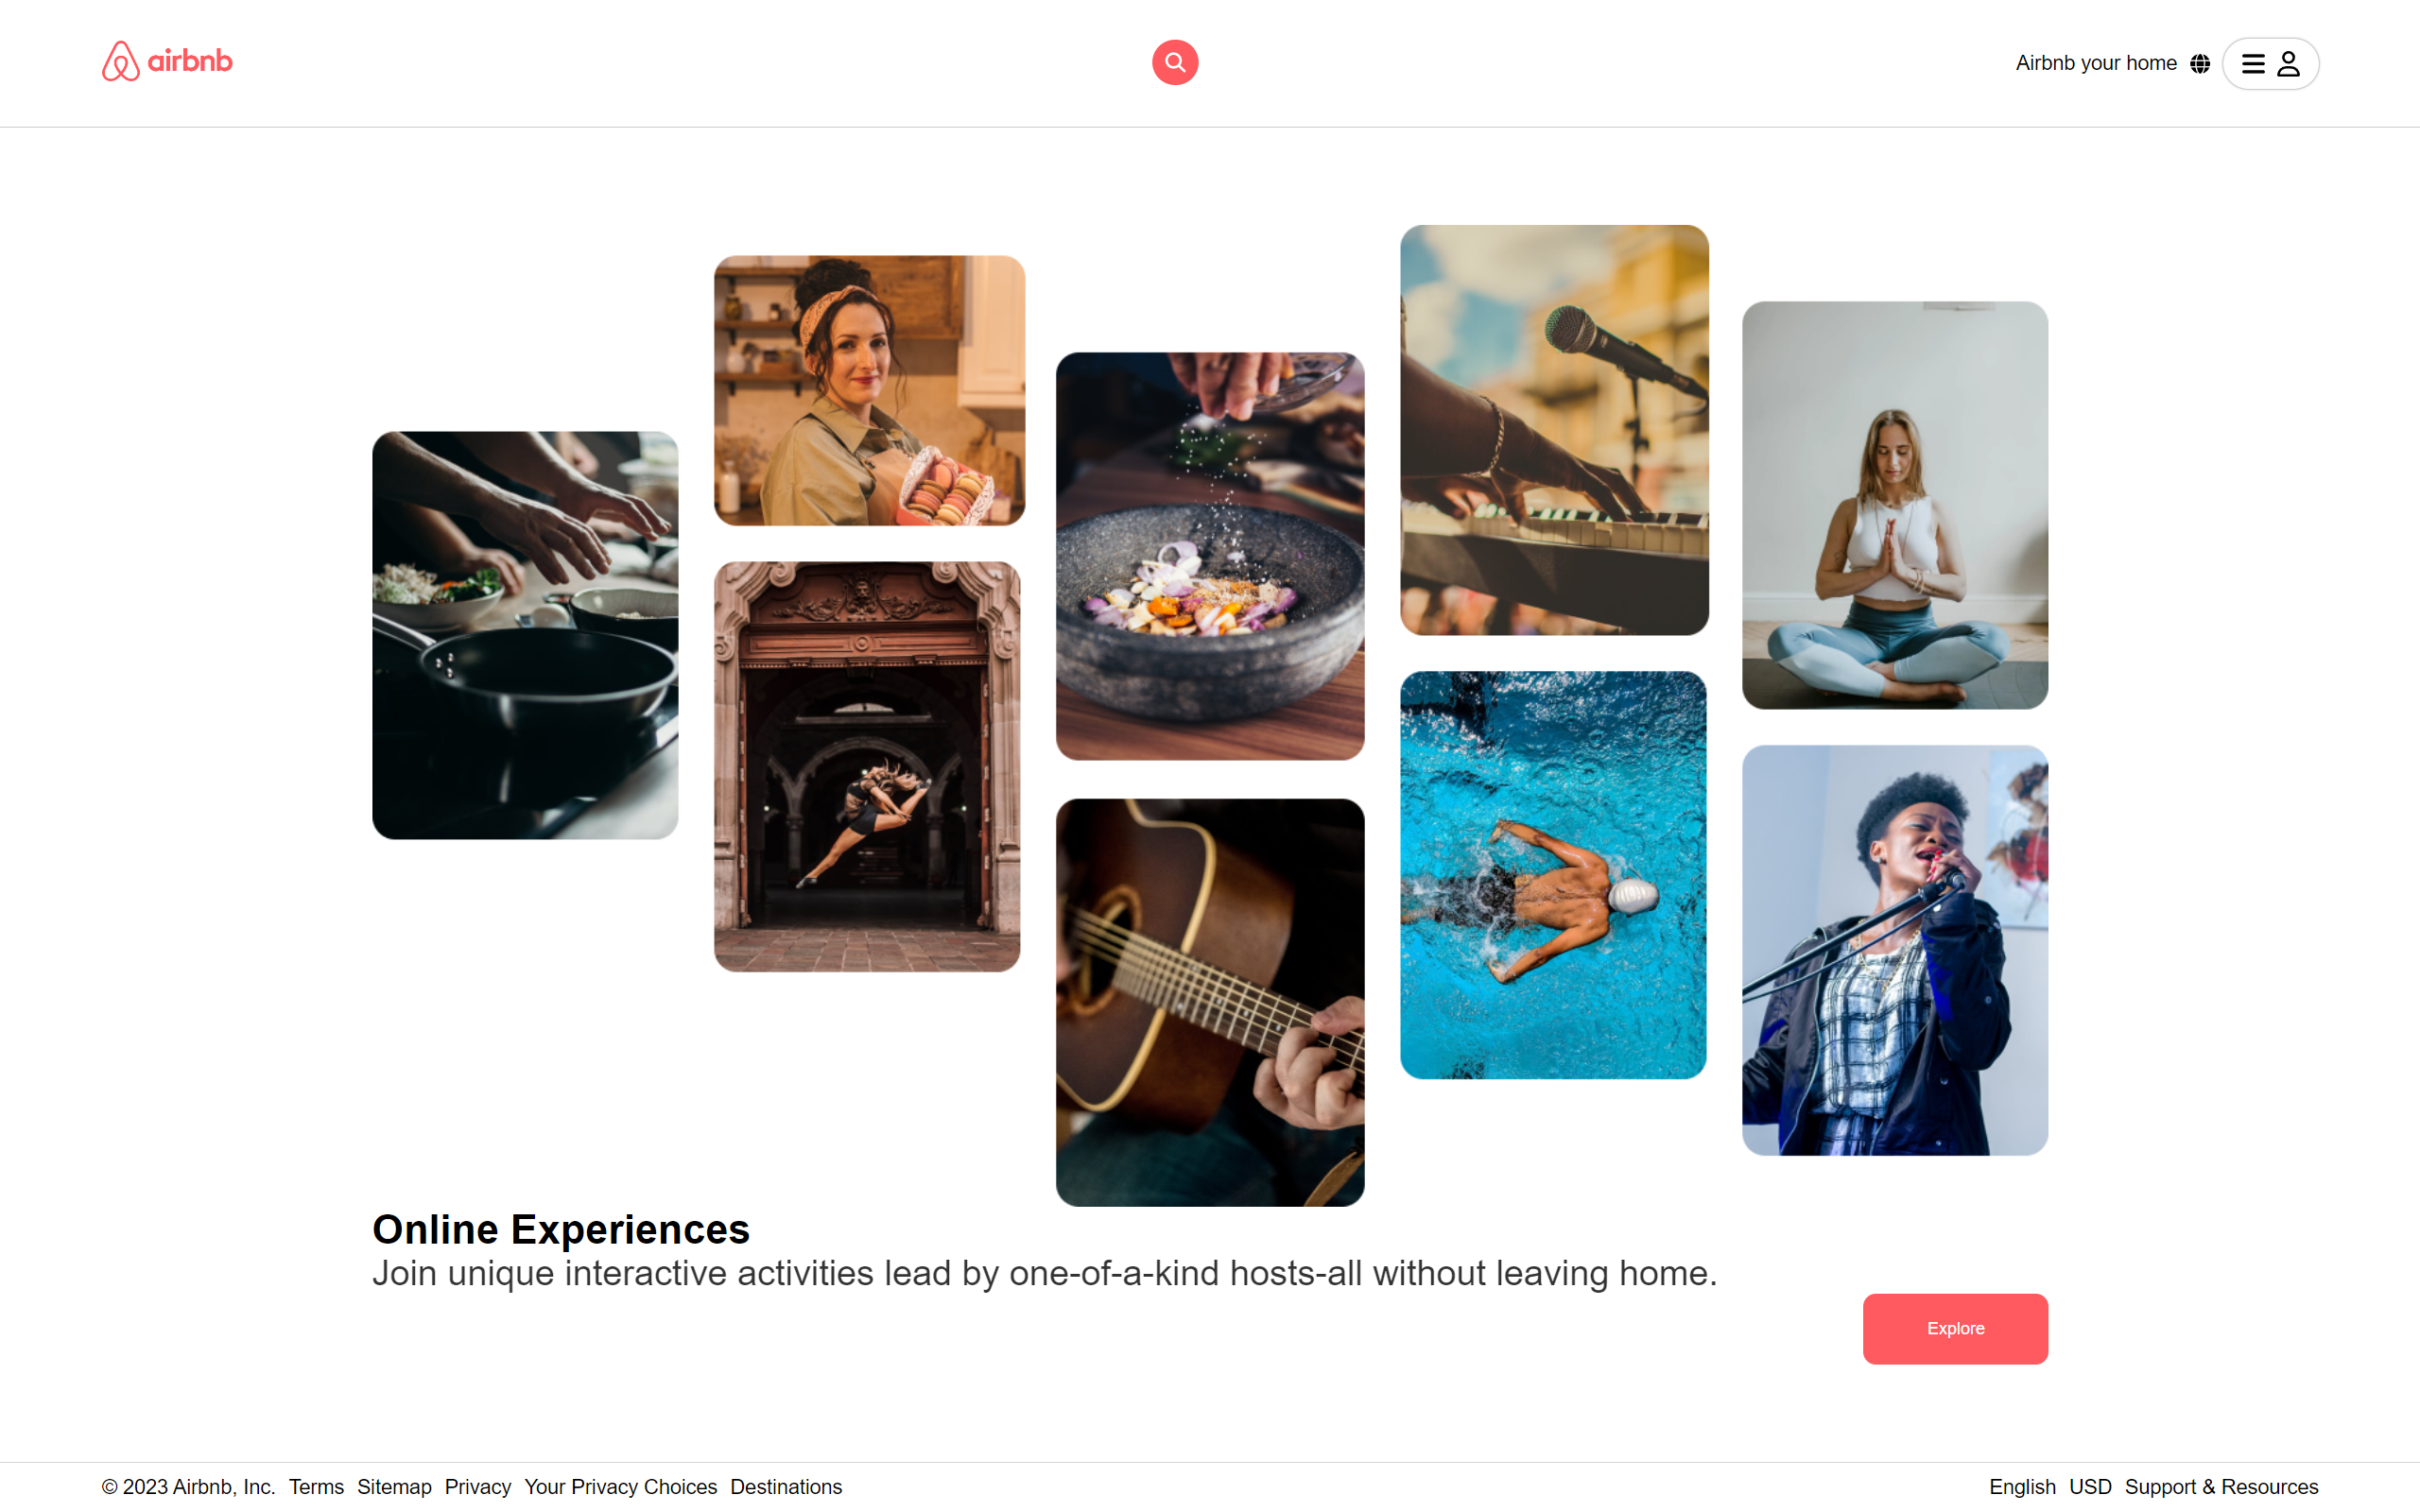 airbnb
Airbnb your home
Online Experiences
Join unique interactive activities lead by one-of-a-kind hosts-all without leaving home.
Explore
© 2023 Airbnb, Inc. Terms Sitemap Privacy Your Privacy Choices Destinations
English USD Support & Resources